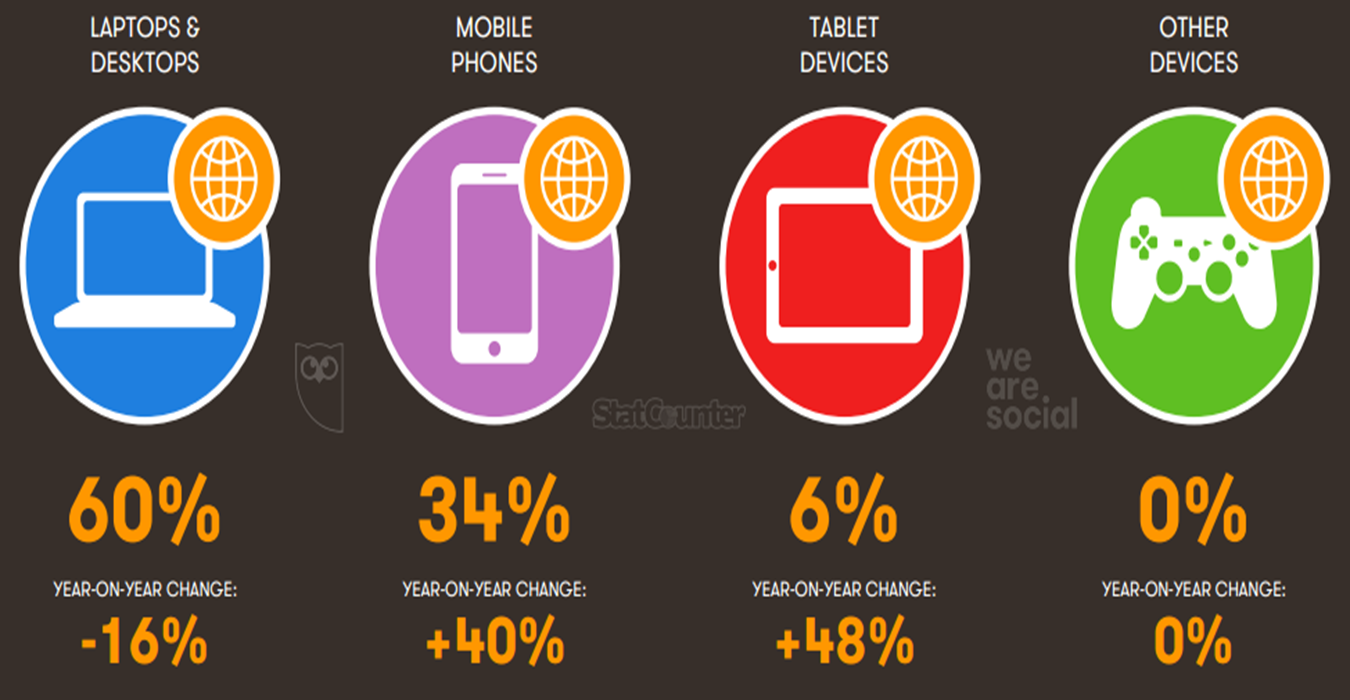 LAPTOPS &
DESKTOPS
MOBILE
PHONES
TABLET
DEVICES
OTHER
DEVICES
we
are
social
StatCounter
60%
34%
6%
0%
YEAR-ON-YEAR CHANGE:
YEAR-ON-YEAR CHANGE:
YEAR-ON-YEAR CHANGE:
YEAR-ON-YEAR CHANGE:
-16%
+40%
+48%
0%